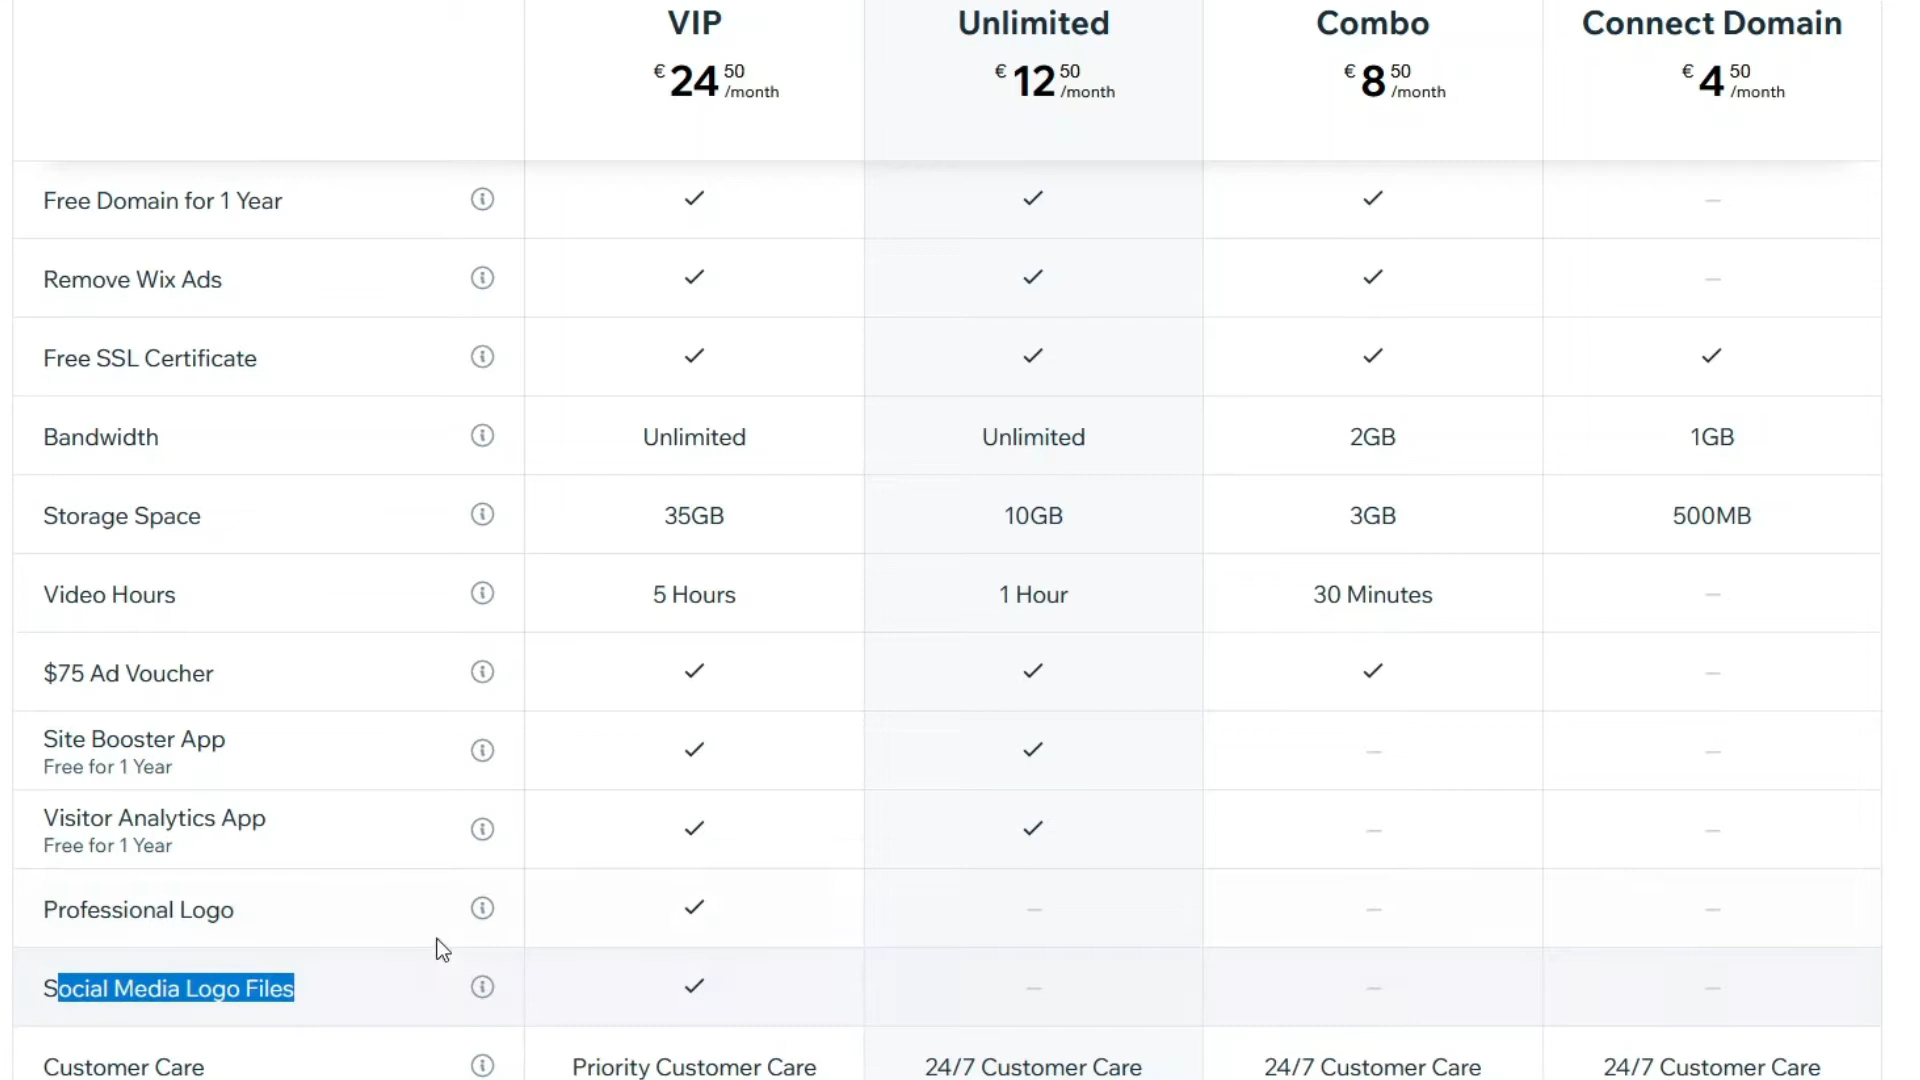 VIP Unlimited Combo Connect Domain
€ 24 50 /month € 12 50 /month € 8 50 /month € 4 50 /month
Free Domain for 1 Year ✓ ✓ ✓ –
Remove Wix Ads ✓ ✓ ✓ –
Free SSL Certificate ✓ ✓ ✓ ✓
Bandwidth Unlimited Unlimited 2GB 1GB
Storage Space 35GB 10GB 3GB 500MB
Video Hours 5 Hours 1 Hour 30 Minutes –
$75 Ad Voucher ✓ ✓ ✓ –
Site Booster App ✓ ✓ – –
Free for 1 Year
Visitor Analytics App ✓ ✓ – –
Free for 1 Year
Professional Logo ✓ – – –
Social Media Logo Files ✓ – – –
Customer Care Priority Customer Care 24/7 Customer Care 24/7 Customer Care 24/7 Customer Care